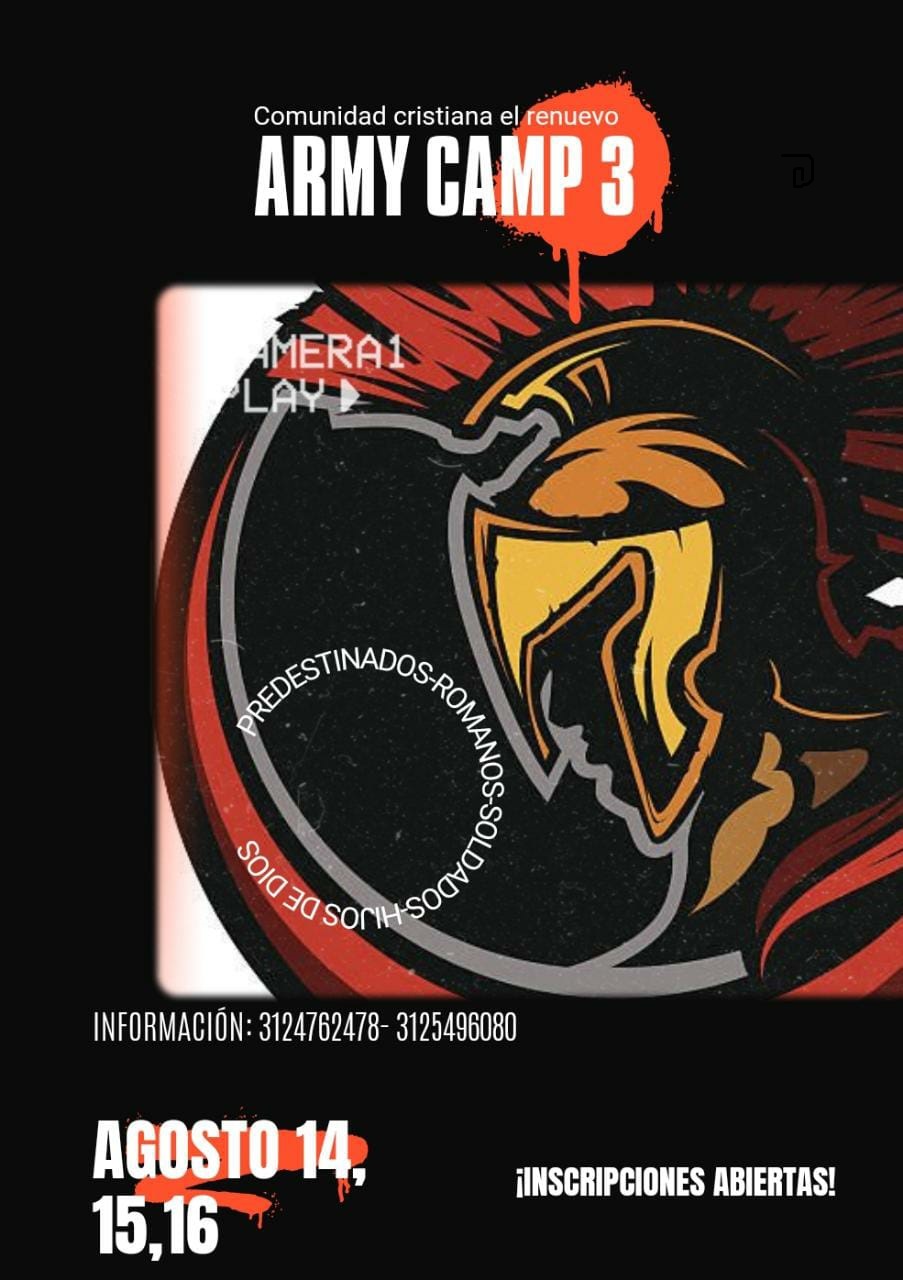 Comunidad cristiana el renuevo
ARMY CAMP 3
AMERA1
PLAY
PREDESTINADOS-ROMANOS-SOLDADOS-HIJOS DE DIOS
INFORMACIÓN: 3124762478- 3125496080
AGOSTO 14,
15,16
¡INSCRIPCIONES ABIERTAS!